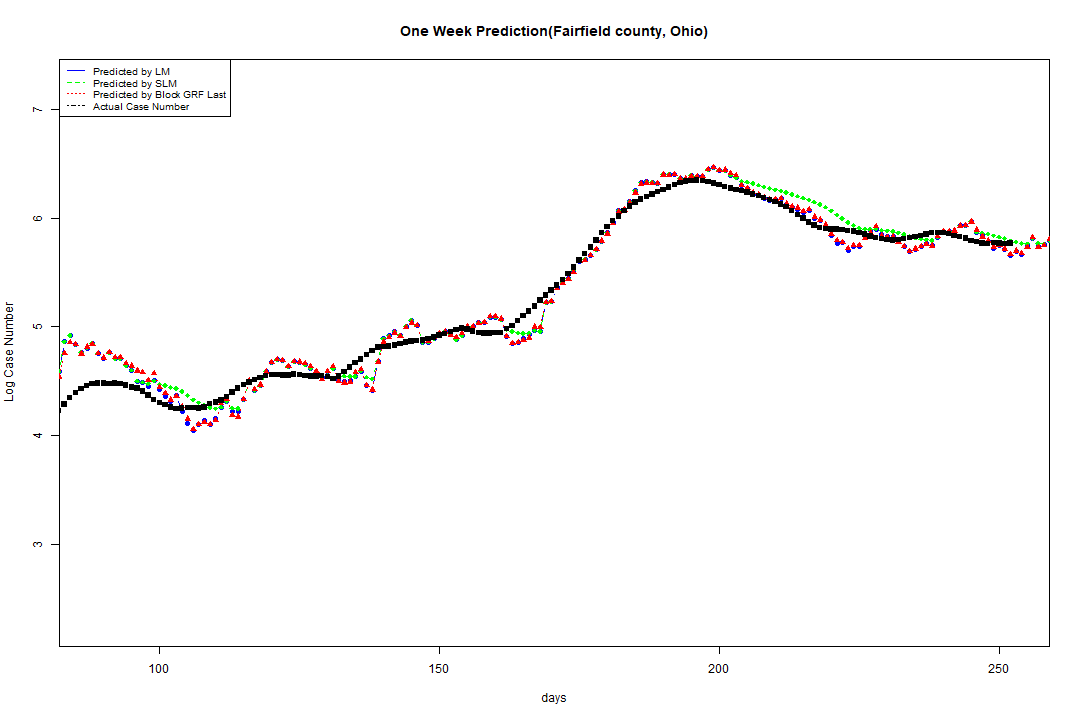 One Week Prediction(Fairfield county, Ohio)
Predicted by LM
Predicted by SLM
Predicted by Block GRF Last
Actual Case Number
7
6
5
4
3
Log Case Number
100 150 200 250
days